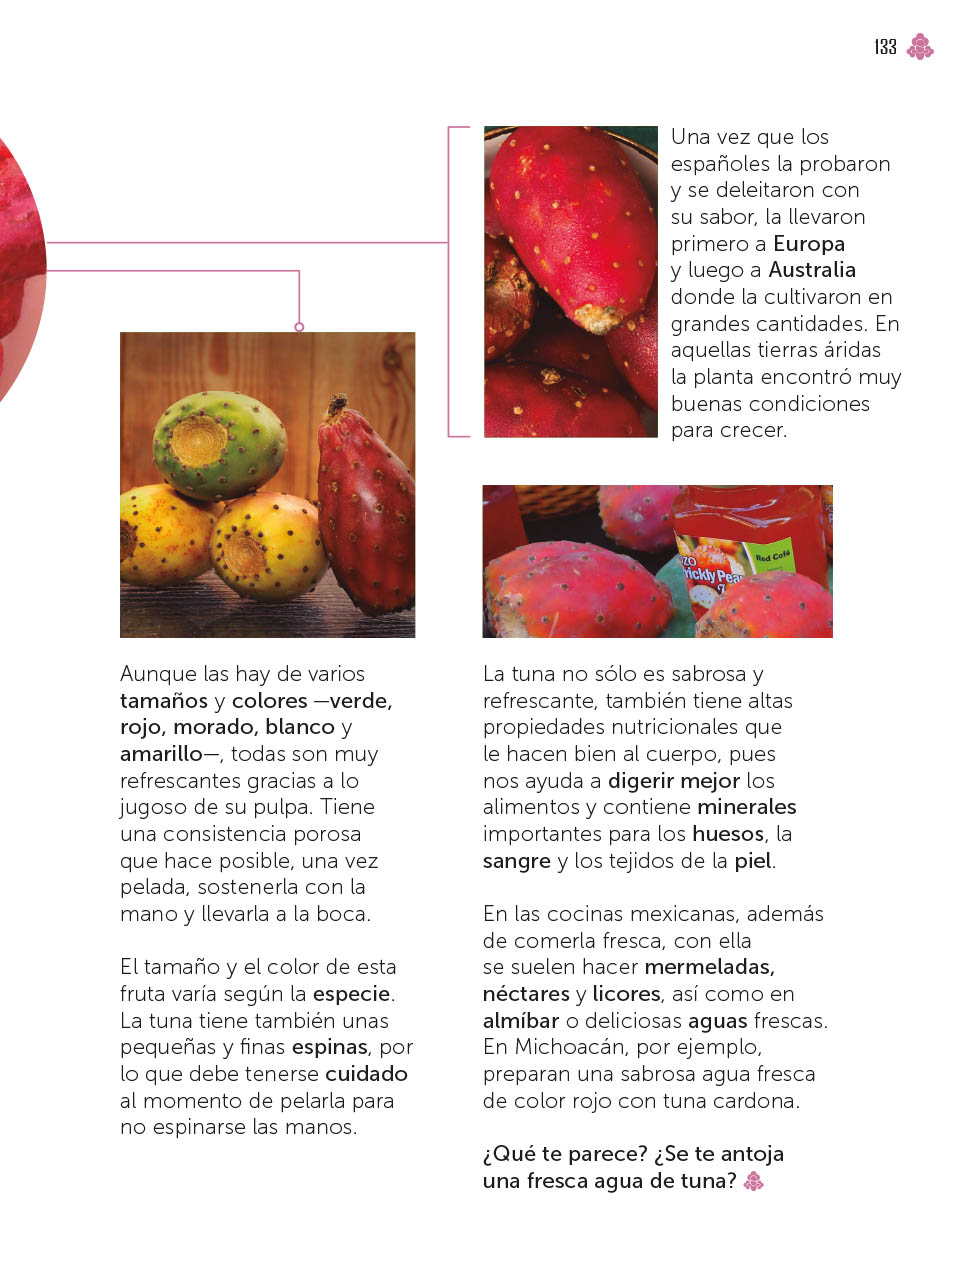 133
Una vez que los
españoles la probaron
y se deleitaron con
su sabor, la llevaron
primero a Europa
y luego a Australia
donde la cultivaron en
grandes cantidades. En
aquellas tierras áridas
la planta encontró muy
buenas condiciones
para crecer.
Red Café
rickly Pea
Aunque las hay de varios
tamaños y colores —verde,
rojo, morado, blanco y
amarillo—, todas son muy
refrescantes gracias a lo
jugoso de su pulpa. Tiene
una consistencia porosa
que hace posible, una vez
pelada, sostenerla con la
mano y llevarla a la boca.
El tamaño y el color de esta
fruta varía según la especie.
La tuna tiene también unas
pequeñas y finas espinas, por
lo que debe tenerse cuidado
al momento de pelarla para
no espinarse las manos.
La tuna no sólo es sabrosa y
refrescante, también tiene altas
propiedades nutricionales que
le hacen bien al cuerpo, pues
nos ayuda a digerir mejor los
alimentos y contiene minerales
importantes para los huesos, la
sangre y los tejidos de la piel.
En las cocinas mexicanas, además
de comerla fresca, con ella
se suelen hacer mermeladas,
néctares y licores, así como en
almíbar o deliciosas aguas frescas.
En Michoacán, por ejemplo,
preparan una sabrosa agua fresca
de color rojo con tuna cardona.
¿Qué te parece? ¿Se te antoja
una fresca agua de tuna?